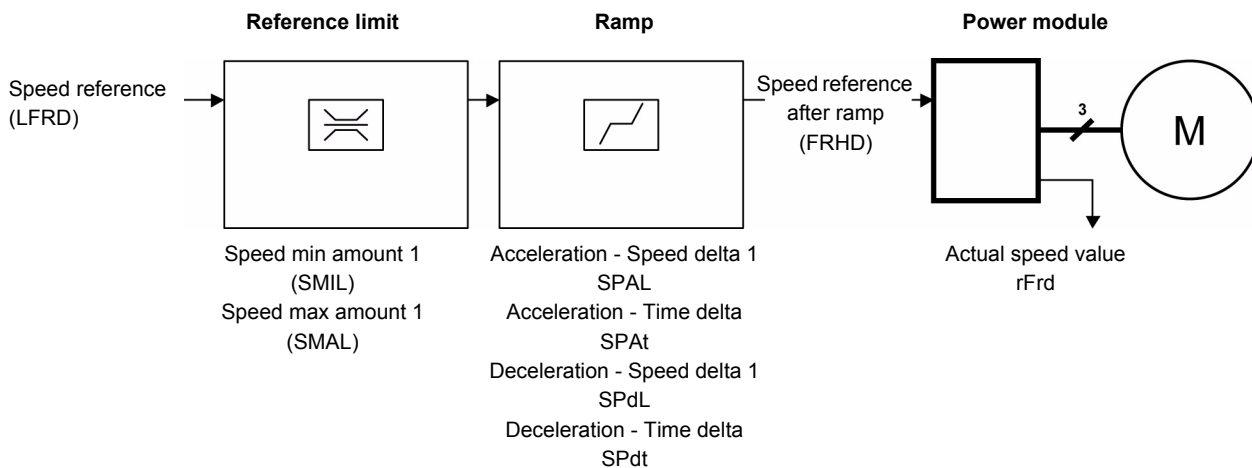 Reference limit
Ramp
Power module
Speed reference
(LFRD)
Speed reference
after ramp
(FRHD)
3
M
Speed min amount 1
(SMIL)
Speed max amount 1
(SMAL)
Acceleration - Speed delta 1
SPAL
Acceleration - Time delta
SPAt
Deceleration - Speed delta 1
SPdL
Deceleration - Time delta
SPdt
Actual speed value
rFrd